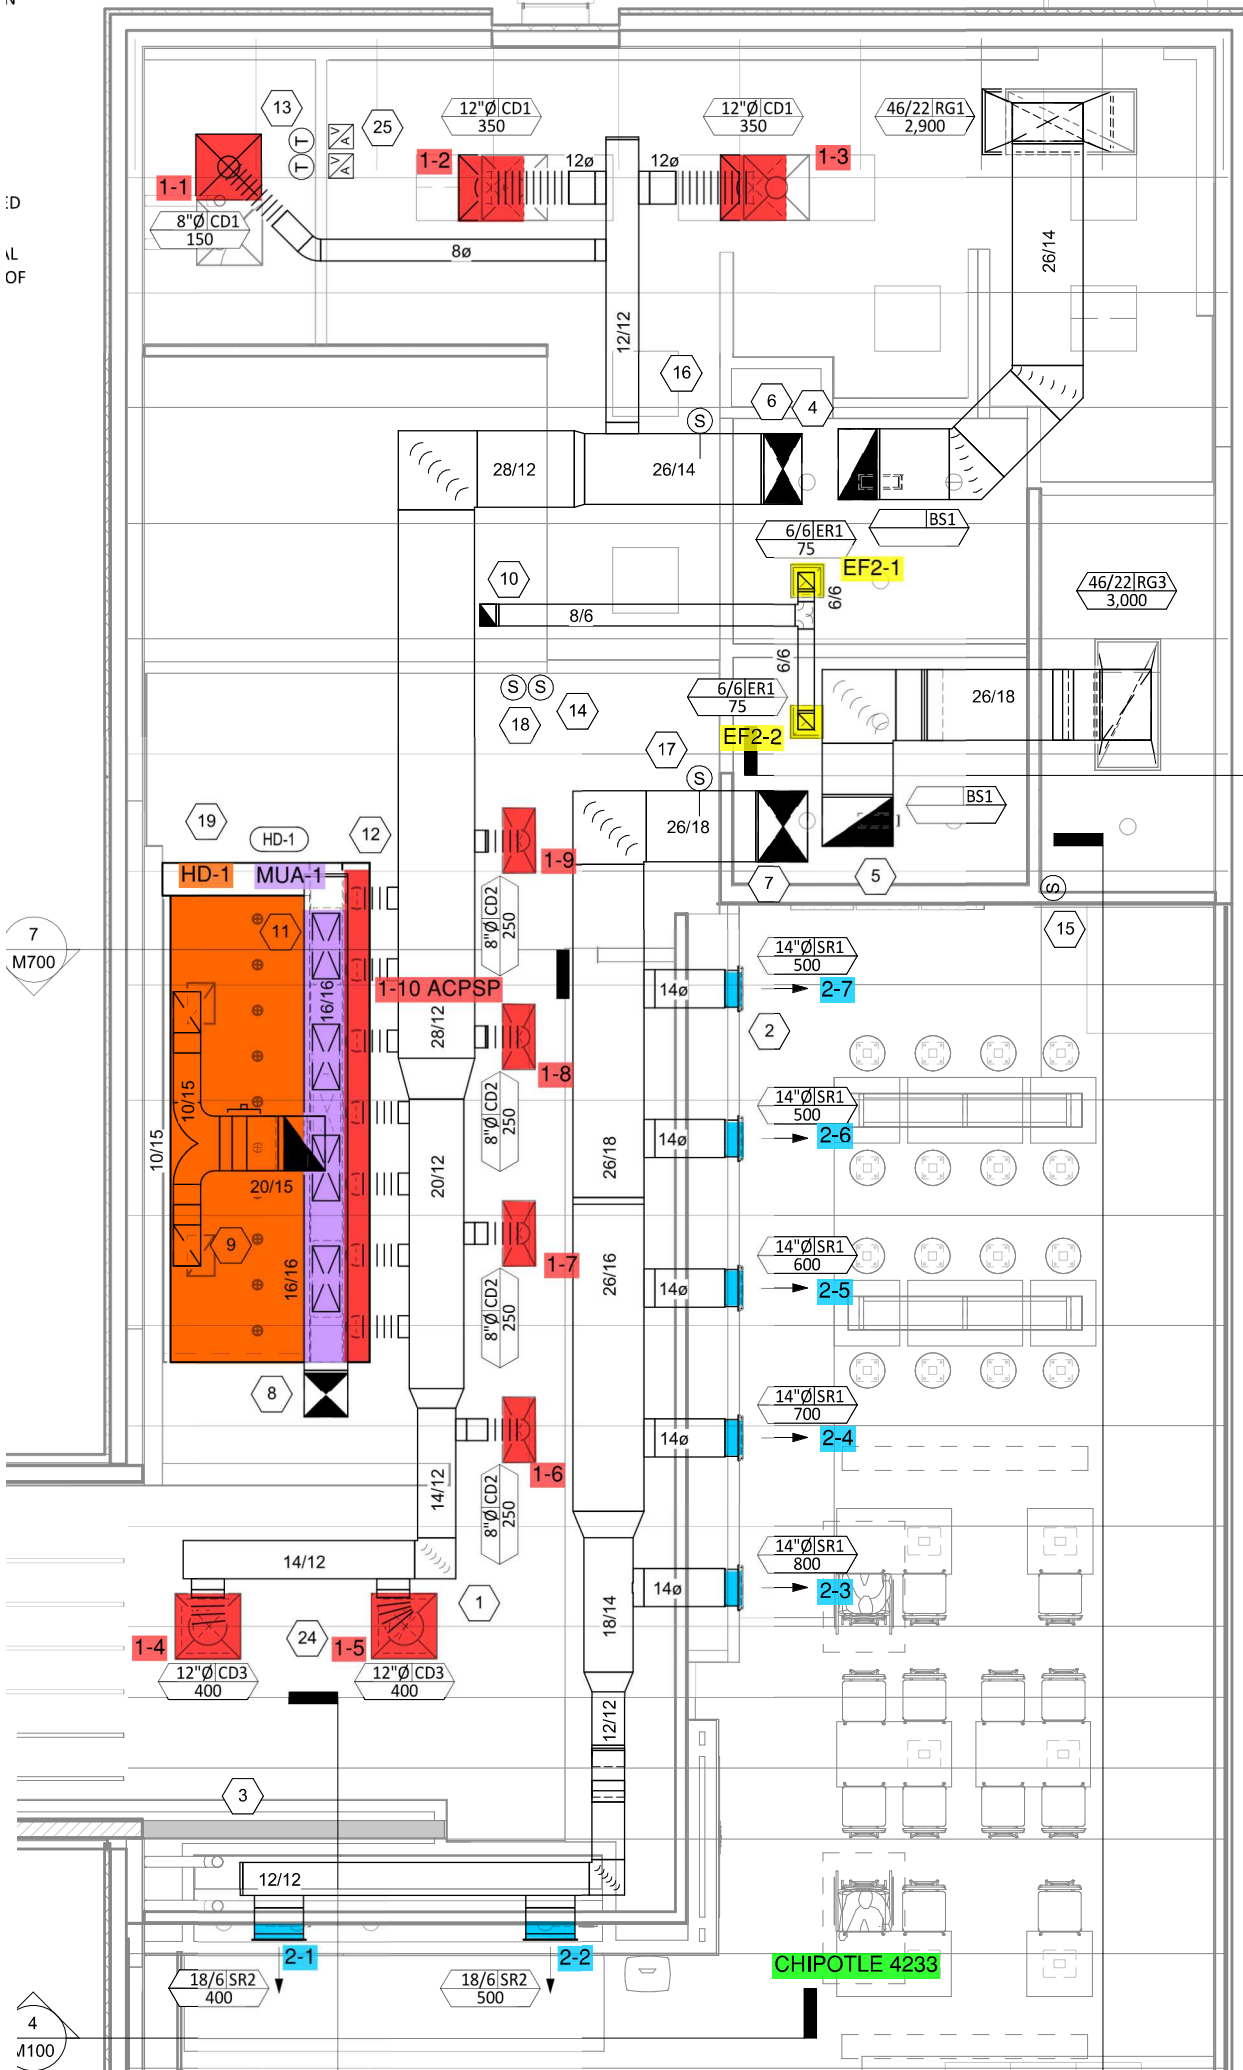 N
ED
AL
OF
13
25
12"Ø CD1
350
12"Ø CD1
350
46/22 RG1
2,900
T
T
V
A
V
A
1-1
1-2
12ø
12ø
1-3
8"Ø CD1
150
8ø
26/14
12/12
16
6
4
S
28/12
26/14
BS1
6/6 ER1
75
EF2-1
10
8/6
6/6
46/22 RG3
3,000
6/6
S
S
18
14
6/6 ER1
75
26/18
EF2-2
17
S
BS1
19
HD-1
12
26/18
HD-1
MUA-1
1-9
7
5
S
15
11
8"Ø CD2
250
7
M700
14"Ø SR1
500
16/16
1-10 ACPSP
14ø
2-7
28/12
2
1-8
10/15
8"Ø CD2
250
14"Ø SR1
500
14ø
2-6
10/15
20/15
20/12
26/18
9
1-7
14"Ø SR1
600
16/16
26/16
14ø
2-5
8"Ø CD2
250
8
14"Ø SR1
700
14ø
2-4
1-6
14/12
8"Ø CD2
250
14/12
14"Ø SR1
800
14ø
2-3
1
18/14
1-4
24
1-5
12"Ø CD3
400
12"Ø CD3
400
12/12
3
12/12
2-1
2-2
CHIPOTLE 4233
18/6 SR2
400
18/6 SR2
500
4
M100